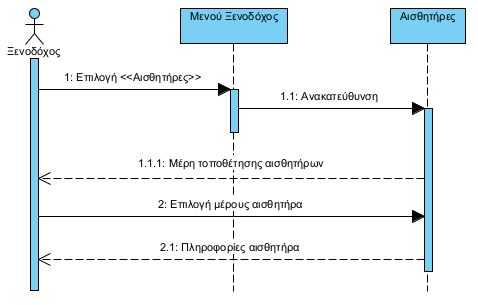 Μενού Ξενοδόχος
Αισθητήρες
Ξενοδόχος
1: Επιλογή <<Αισθητήρες>>
1.1: Ανακατεύθυνση
1.1.1: Μέρη τοποθέτησης αισθητήρων
2: Επιλογή μέρους αισθητήρα
2.1: Πληροφορίες αισθητήρα